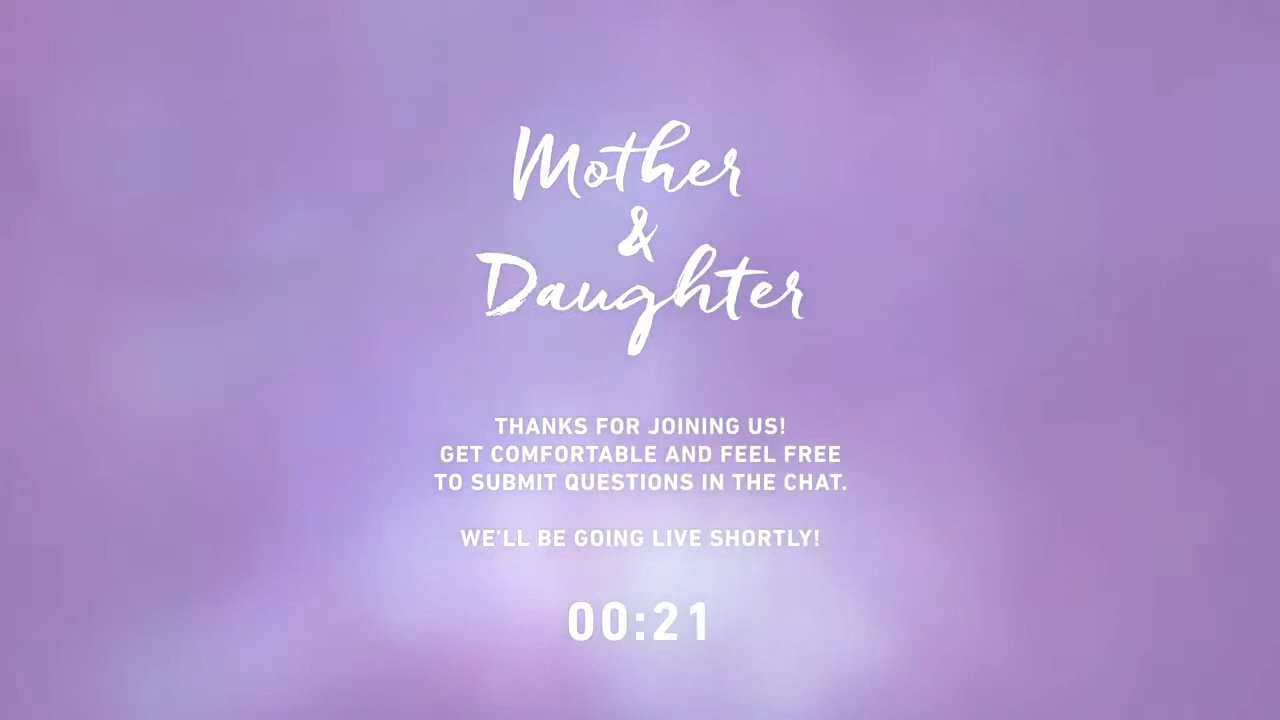 Mother
&
Daughter
THANKS FOR JOINING US!
GET COMFORTABLE AND FEEL FREE
TO SUBMIT QUESTIONS IN THE CHAT.
WE'LL BE GOING LIVE SHORTLY!
00:21